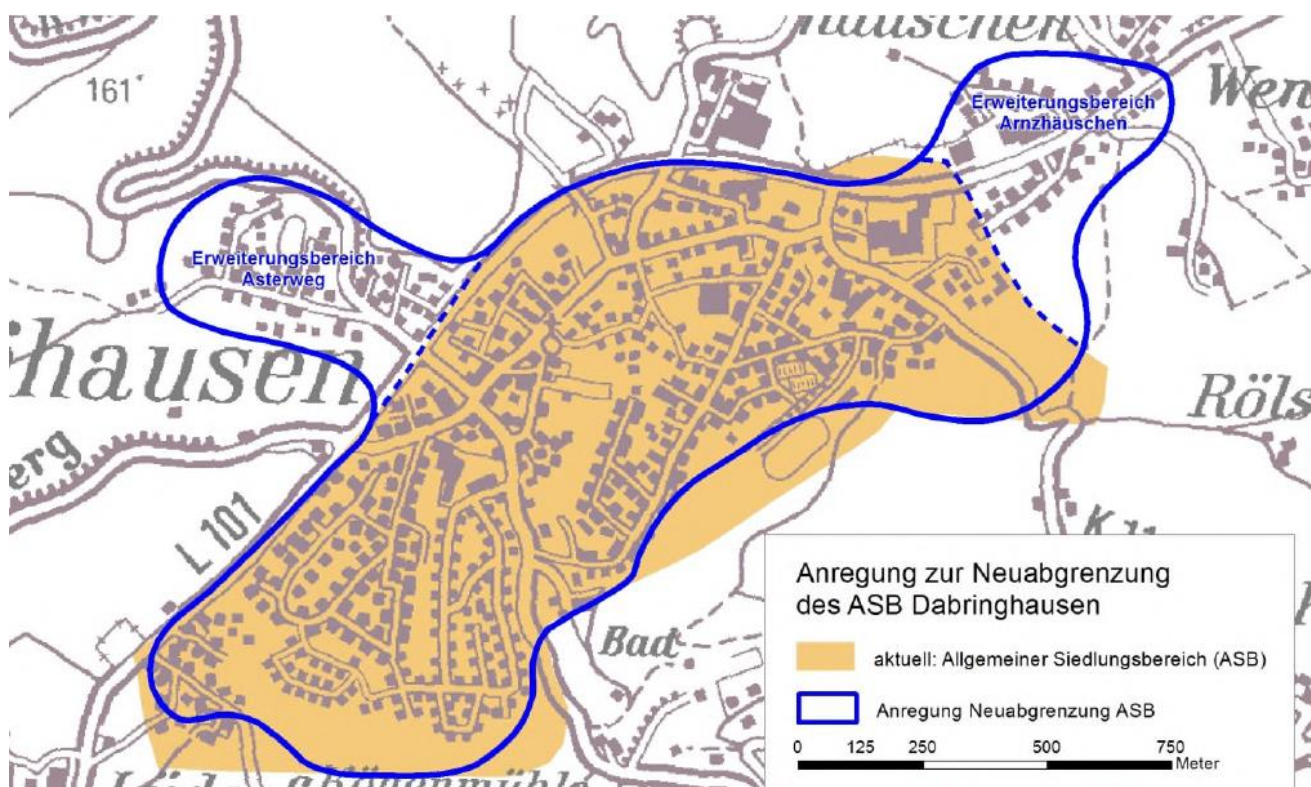 häuschen
161
Wen
Erweiterungsbereich
Arnzhäuschen
Erweiterungsbereich
Asterweg
hausen
Röls
erg
L 101
Bad
Anregung zur Neuabgrenzung
des ASB Dabringhausen
aktuell: Allgemeiner Siedlungsbereich (ASB)
Anregung Neuabgrenzung ASB
0 125 250 500 750
Meter